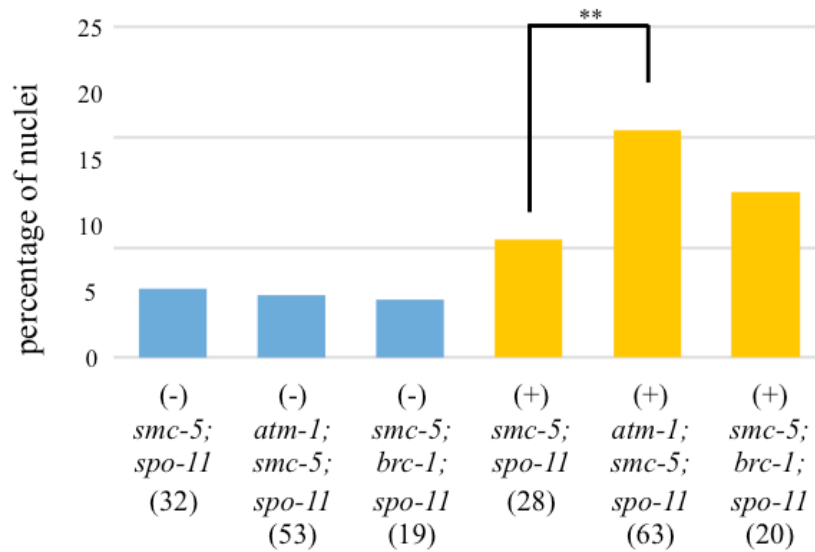 25
**
20
15
10
5
0
percentage of nuclei
(-) (-) (-) (+) (+) (+)
smc-5; atm-1; smc-5; smc-5; atm-1; smc-5;
spo-11 smc-5; brc-1; spo-11 smc-5; brc-1;
(32) spo-11 spo-11 (28) spo-11 spo-11
(53) (19) (63) (20)